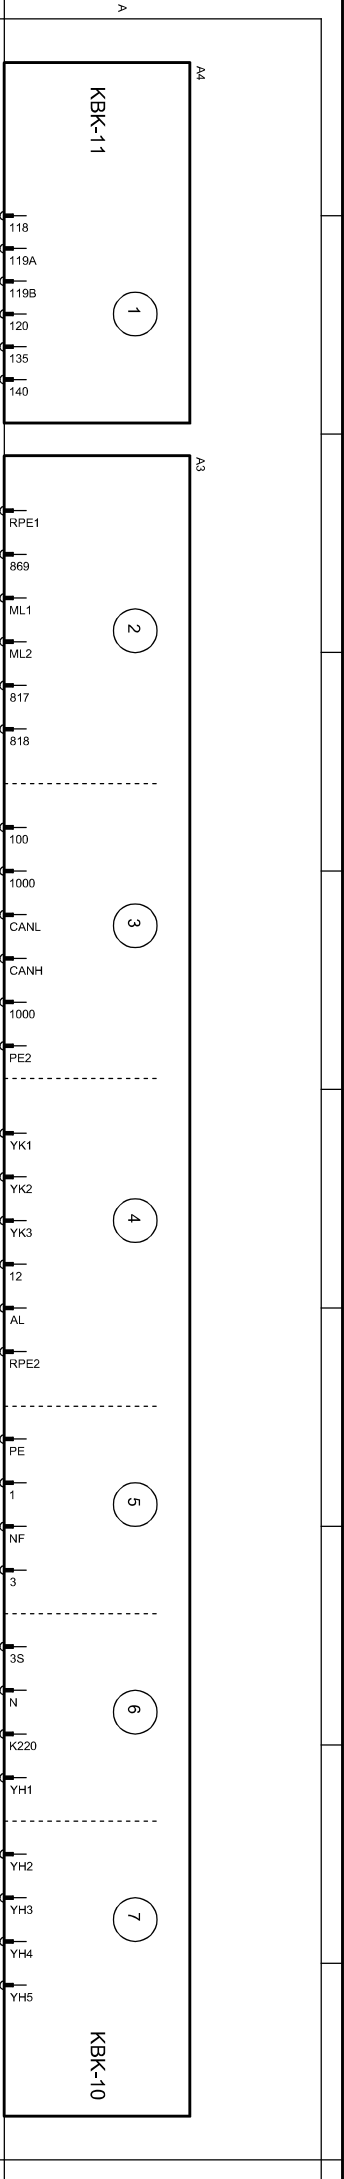 A
A4
KBK-11
118
119A
119B
1
120
135
140
A3
RPE1
869
ML1
2
ML2
817
818
100
1000
CANL
3
CANH
1000
PE2
YK1
YK2
YK3
4
12
AL
RPE2
PE
1
5
NF
3
3S
N
6
K220
YH1
YH2
YH3
7
YH4
YH5
KBK-10